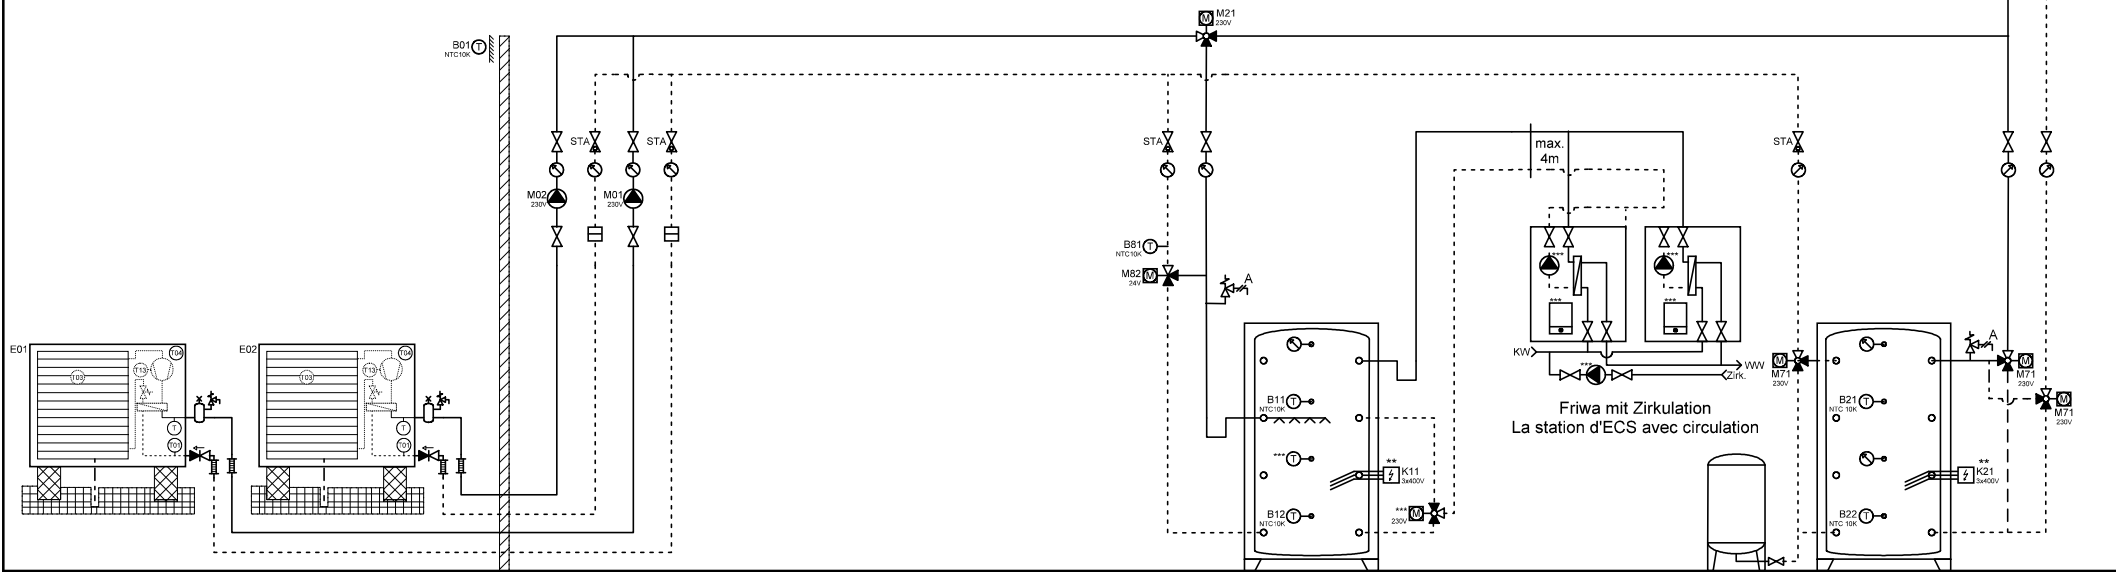 M21
230V
B01
T
NTC10K
STA
STA
STA
STA
max.
4m
M02
230V
M01
230V
B81
T
NTC10K
M82
24V
M
A
***
***
***
***
E01
T04
T13
T03
T
T01
E02
T04
T13
T03
T
T01
KW
WW
***
Zirk.
M71
230V
A
M71
230V
M71
230V
B11
NTC10K
T
B21
NTC 10K
T
Friwa mit Zirkulation
La station d'ECS avec circulation
***
T
**
K11
3x400V
**
K21
3x400V
B12
NTC10K
T
***
230V
M
B22
NTC 10K
T